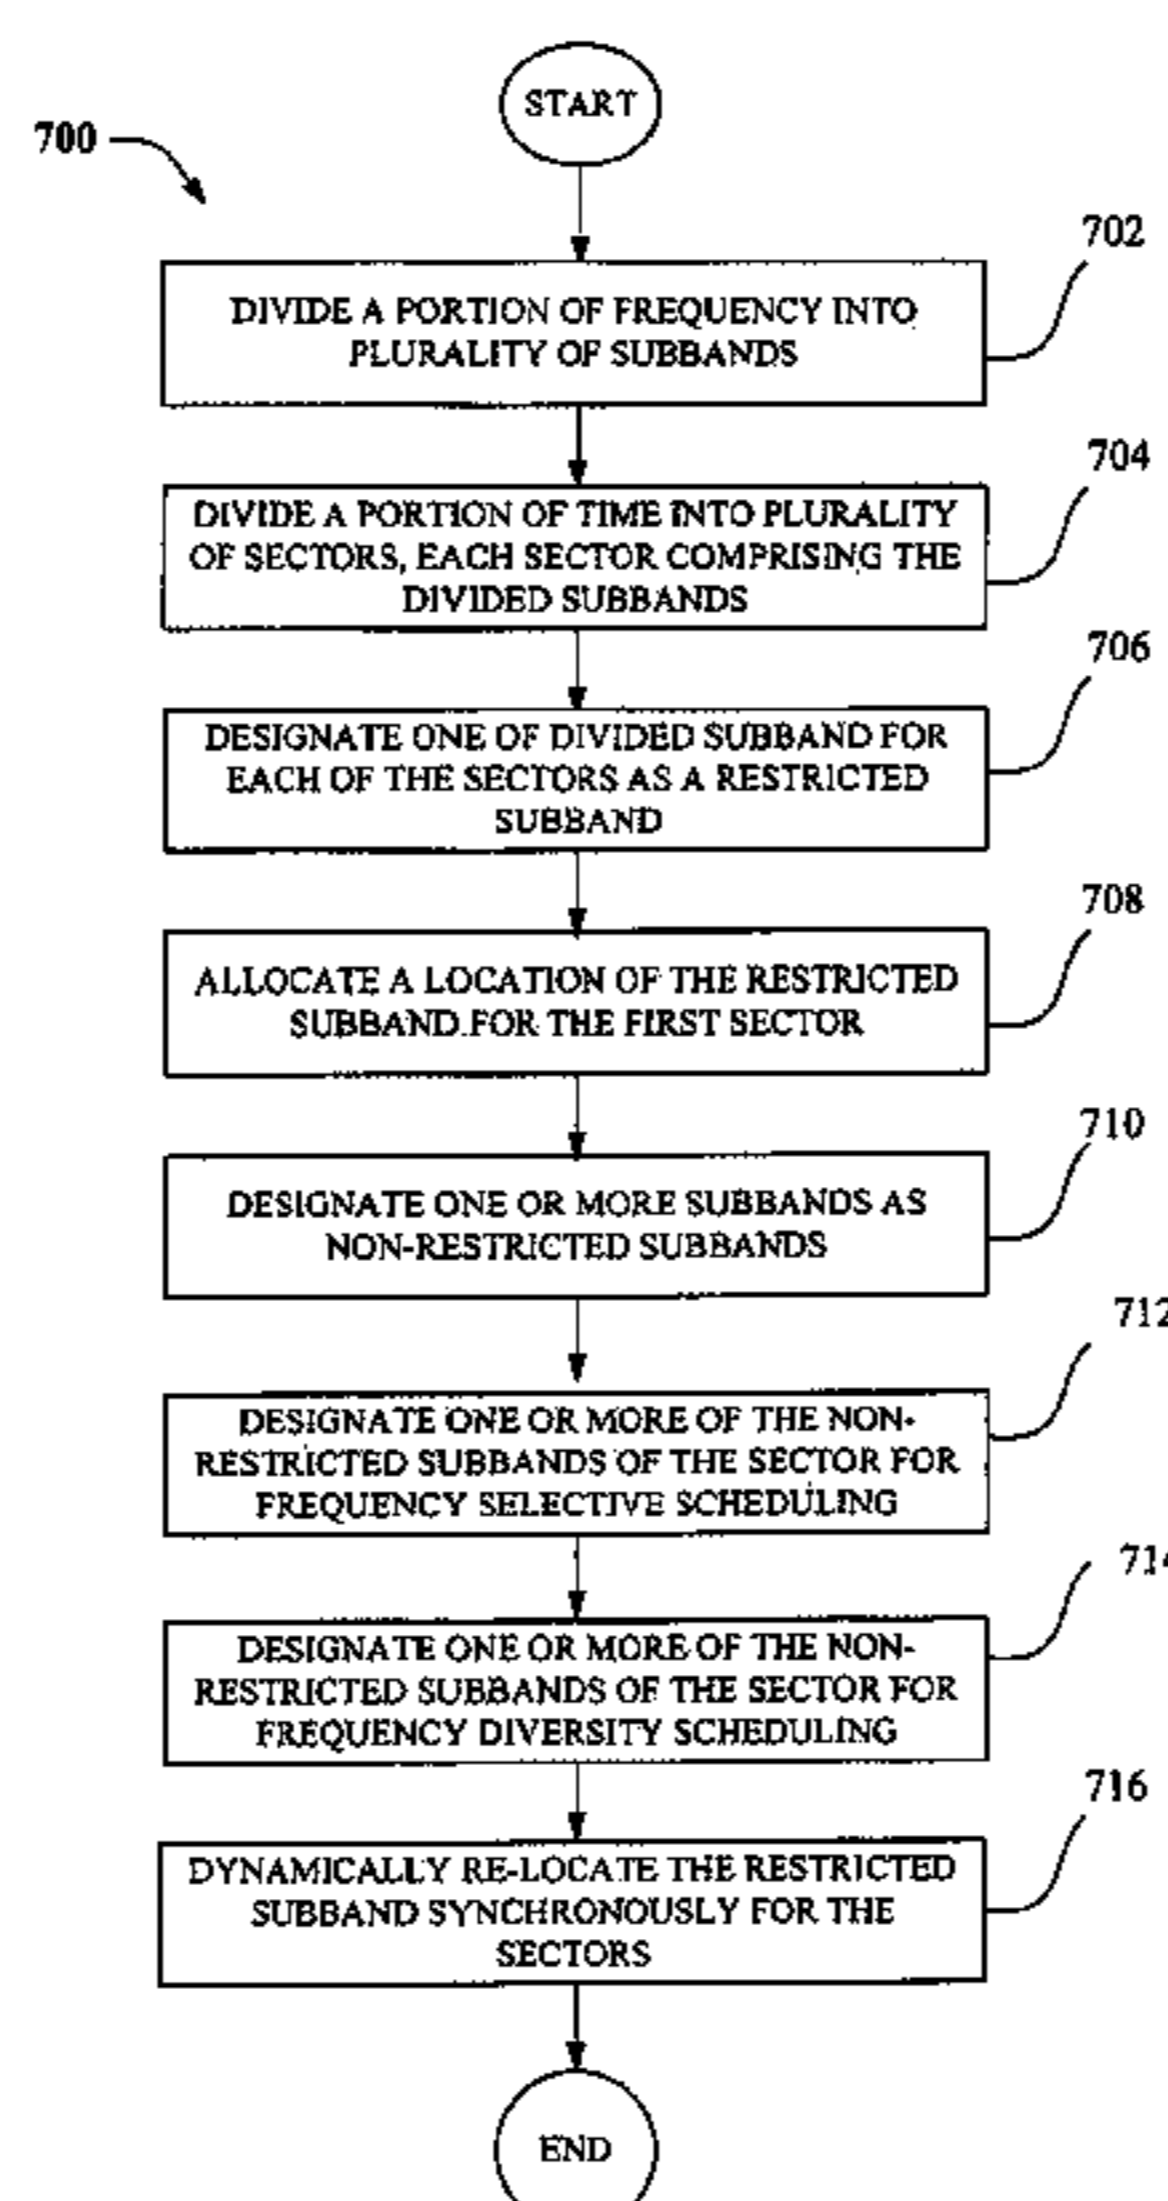 START
700
702
DIVIDE A PORTION OF FREQUENCY INTO
PLURALITY OF SUBBANDS
704
DIVIDE A PORTION OF TIME INTO PLURALITY
OF SECTORS, EACH SECTOR COMPRISING THE
DIVIDED SUBBANDS
706
DESIGNATE ONE OF DIVIDED SUBBAND FOR
EACH OF THE SECTORS AS A RESTRICTED
SUBBAND
708
ALLOCATE A LOCATION OF THE RESTRICTED
SUBBAND FOR THE FIRST SECTOR
710
DESIGNATE ONE OR MORE SUBBANDS AS
NON-RESTRICTED SUBBANDS
712
DESIGNATE ONE OR MORE OF THE NON-
RESTRICTED SUBBANDS OF THE SECTOR FOR
FREQUENCY SELECTIVE SCHEDULING
714
DESIGNATE ONE OR MORE OF THE NON-
RESTRICTED SUBBANDS OF THE SECTOR FOR
FREQUENCY DIVERSITY SCHEDULING
716
DYNAMICALLY RE-LOCATE THE RESTRICTED
SUBBAND SYNCHRONOUSLY FOR THE
SECTORS
END